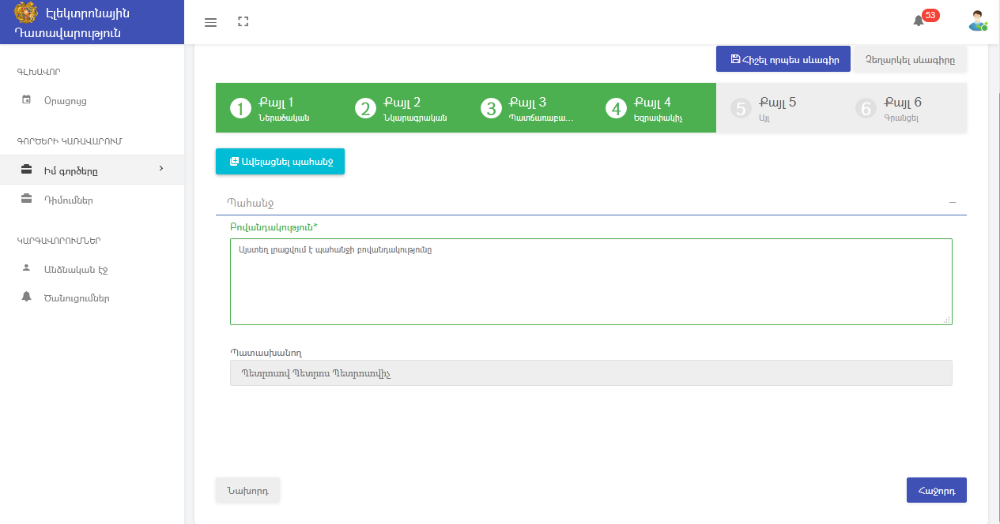 Էլեկտրոնային
Դատավարություն
53
ԳԼԽԱՎՈՐ
Օրացույց
ԳՈՐԾԵՐԻ ԿԱՌԱՎԱՐՈՒՄ
Իմ գործերը
Դիմումներ
ԿԱՐԳԱՎՈՐՈՒՄՆԵՐ
Անձնական էջ
Ծանուցումներ
Հիշել որպես սևագիր
Չեղարկել սևագիրը
1 Քայլ 1
Ներածական
2 Քայլ 2
Նկարագրական
3 Քայլ 3
Պատճառաբա...
4 Քայլ 4
Եզրափակիչ
5 Քայլ 5
Այլ
6 Քայլ 6
Գրանցել
Ավելացնել պահանջ
Պահանջ
Բովանդակություն*
Այստեղ լրացվում է պահանջի բովանդակությունը
Պատասխանող
Պետրոսով Պետրոս Պետրոսովիչ
Նախորդ
Հաջորդ